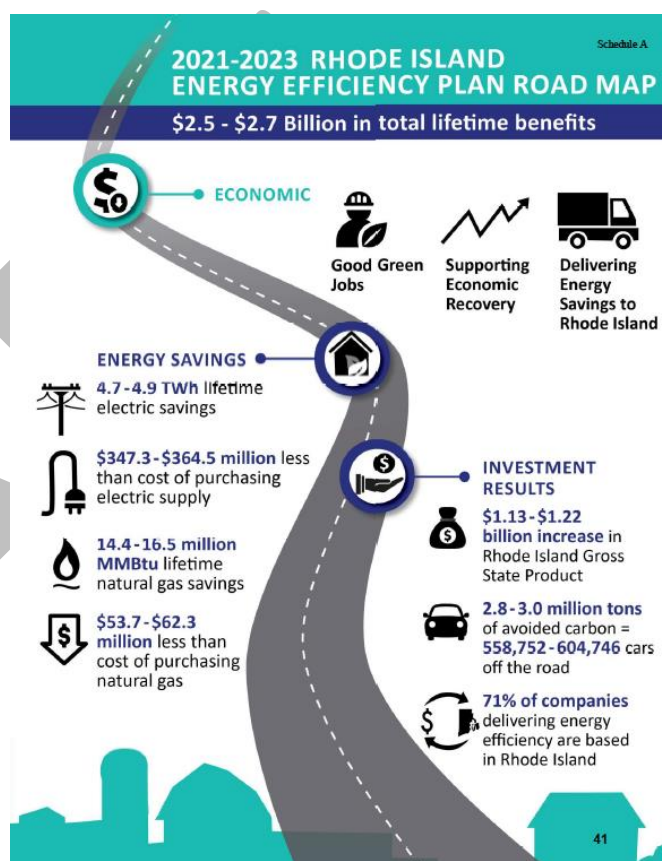 Schedule A
2021-2023 RHODE ISLAND
ENERGY EFFICIENCY PLAN ROAD MAP
$2.5 - $2.7 Billion in total lifetime benefits
ECONOMIC
Good Green
Jobs
Supporting
Economic
Recovery
Delivering
Energy
Savings to
Rhode Island
ENERGY SAVINGS
4.7-4.9 TWh lifetime
electric savings
$347.3-$364.5 million less
than cost of purchasing
electric supply
14.4-16.5 million
MMBtu lifetime
natural gas savings
$53.7-$62.3
million less than
cost of purchasing
natural gas
INVESTMENT
RESULTS
$1.13-$1.22
billion increase in
Rhode Island Gross
State Product
2.8-3.0 million tons
of avoided carbon =
558,752-604,746 cars
off the road
71% of companies
delivering energy
efficiency are based
in Rhode Island
41